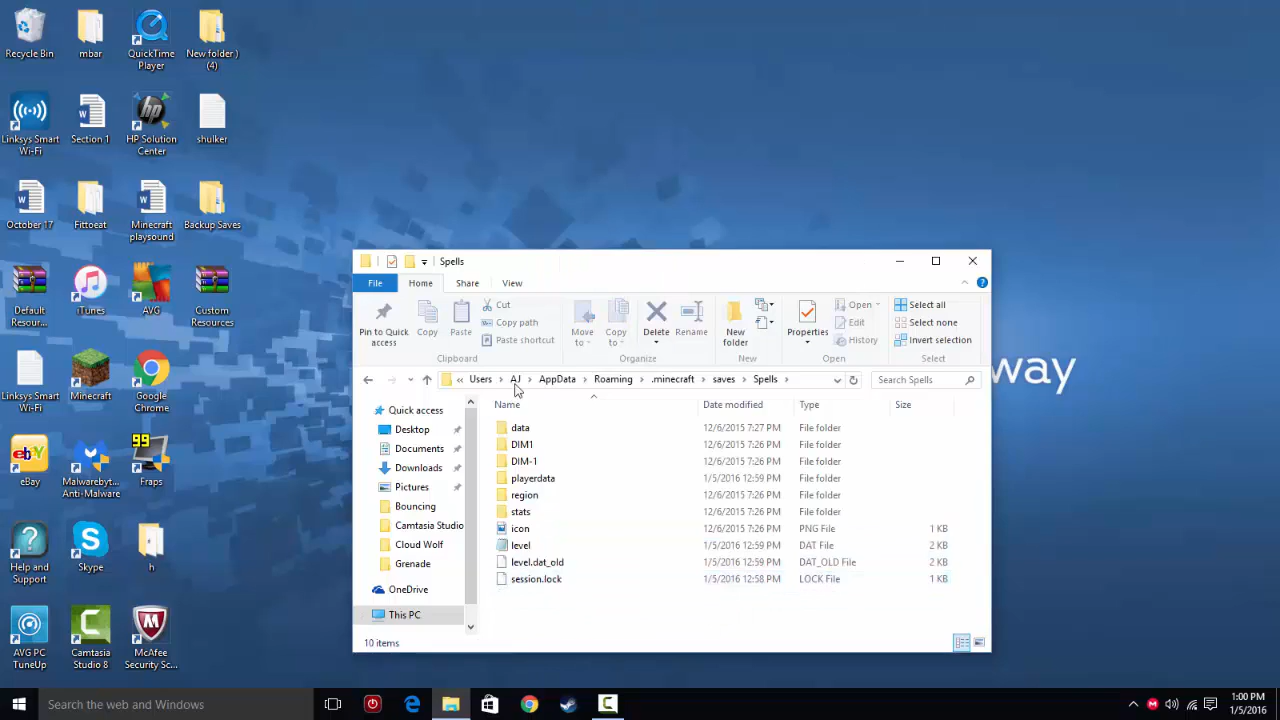 Recycle Bin
mbar
QuickTime
Player
New folder )
(4)
Linksys Smart
Wi-Fi
Section 1
HP Solution
Center
shulker
October 17
Fittoeat
Minecraft
playsound
Backup Saves
Default
Resour...
iTunes
AVG
Custom
Resources
Linksys Smart
Wi-Fi
Minecraft
Google
Chrome
eBay
Malwarebyt...
Anti-Malware
99
Fraps
Help and
Support
Skype
h
AVG PC
TuneUp
Camtasia
Studio 8
McAfee
Security Sc...
way
Spells
File
Home
Share
View
Pin to Quick
access
Copy
Paste
Cut
Copy path
Paste shortcut
Clipboard
Move
to
Copy
to
Delete
Rename
Organize
New
folder
New
Properties
Open
Edit
History
Open
Select all
Select none
Invert selection
Select
« Users › AJ › AppData › Roaming › .minecraft › saves › Spells ›
Search Spells
Quick access
Desktop
Documents
Downloads
Pictures
Bouncing
Camtasia Studio
Cloud Wolf
Grenade
OneDrive
This PC
Name Date modified Type Size
data 12/6/2015 7:27 PM File folder
DIM1 12/6/2015 7:26 PM File folder
DIM-1 12/6/2015 7:26 PM File folder
playerdata 1/5/2016 12:59 PM File folder
region 12/6/2015 7:26 PM File folder
stats 12/6/2015 7:26 PM File folder
icon 12/6/2015 7:26 PM PNG File 1 KB
level 1/5/2016 12:59 PM DAT File 2 KB
level.dat_old 1/5/2016 12:59 PM DAT_OLD File 2 KB
session.lock 1/5/2016 12:58 PM LOCK File 1 KB
10 items
Search the web and Windows
1:00 PM
1/5/2016